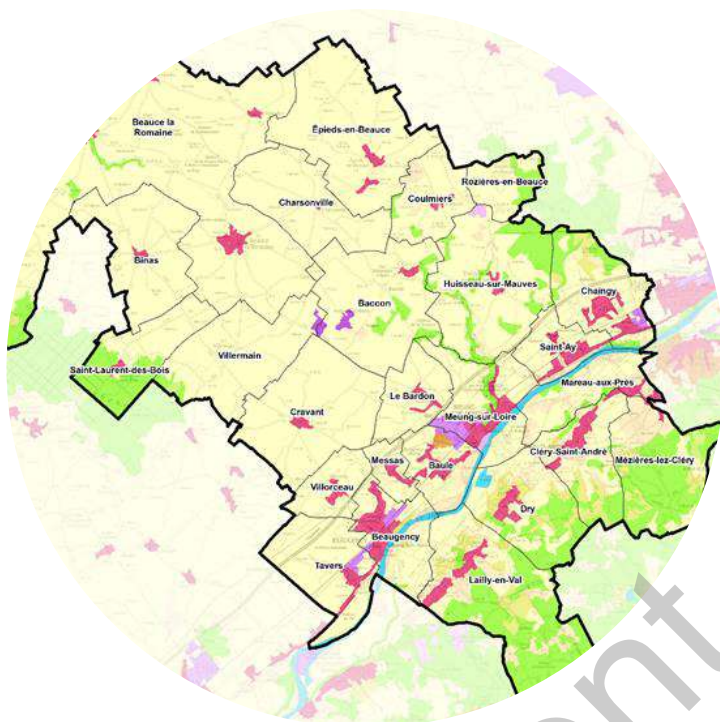 Beauce la
Romaine
Épieds-en-Beauce
Rozières-en-Beauce
Coulmiers
Charsonville
Binas
Huisseau-sur-Mauves
Chaingy
Baccon
Saint-Ay
Villermain
Saint-Laurent-des-Bois
Mareau-aux-Près
Le Bardon
Cravant
Meung-sur-Loire
Cléry-Saint-André
Mézières-lez-Cléry
Messas
Baule
Villorceau
Dry
Beaugency
Tavers
Lailly-en-Val
ent